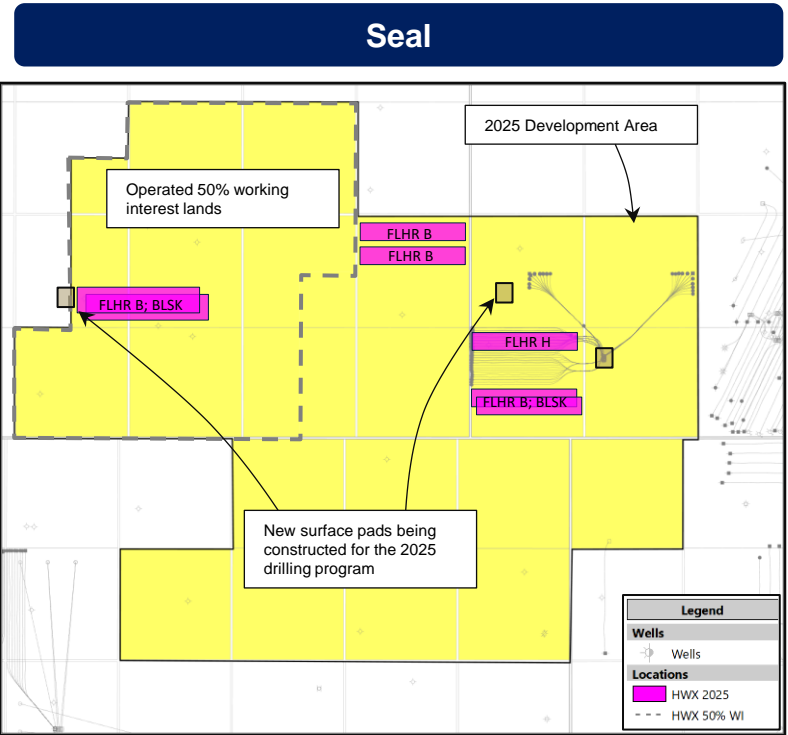 Seal
2025 Development Area
Operated 50% working
interest lands
FLHR B
FLHR B
FLHR B; BLSK
FLHR H
FLHR B; BLSK
New surface pads being
constructed for the 2025
drilling program
Legend
Wells
Wells
Locations
HWX 2025
HWX 50% WI